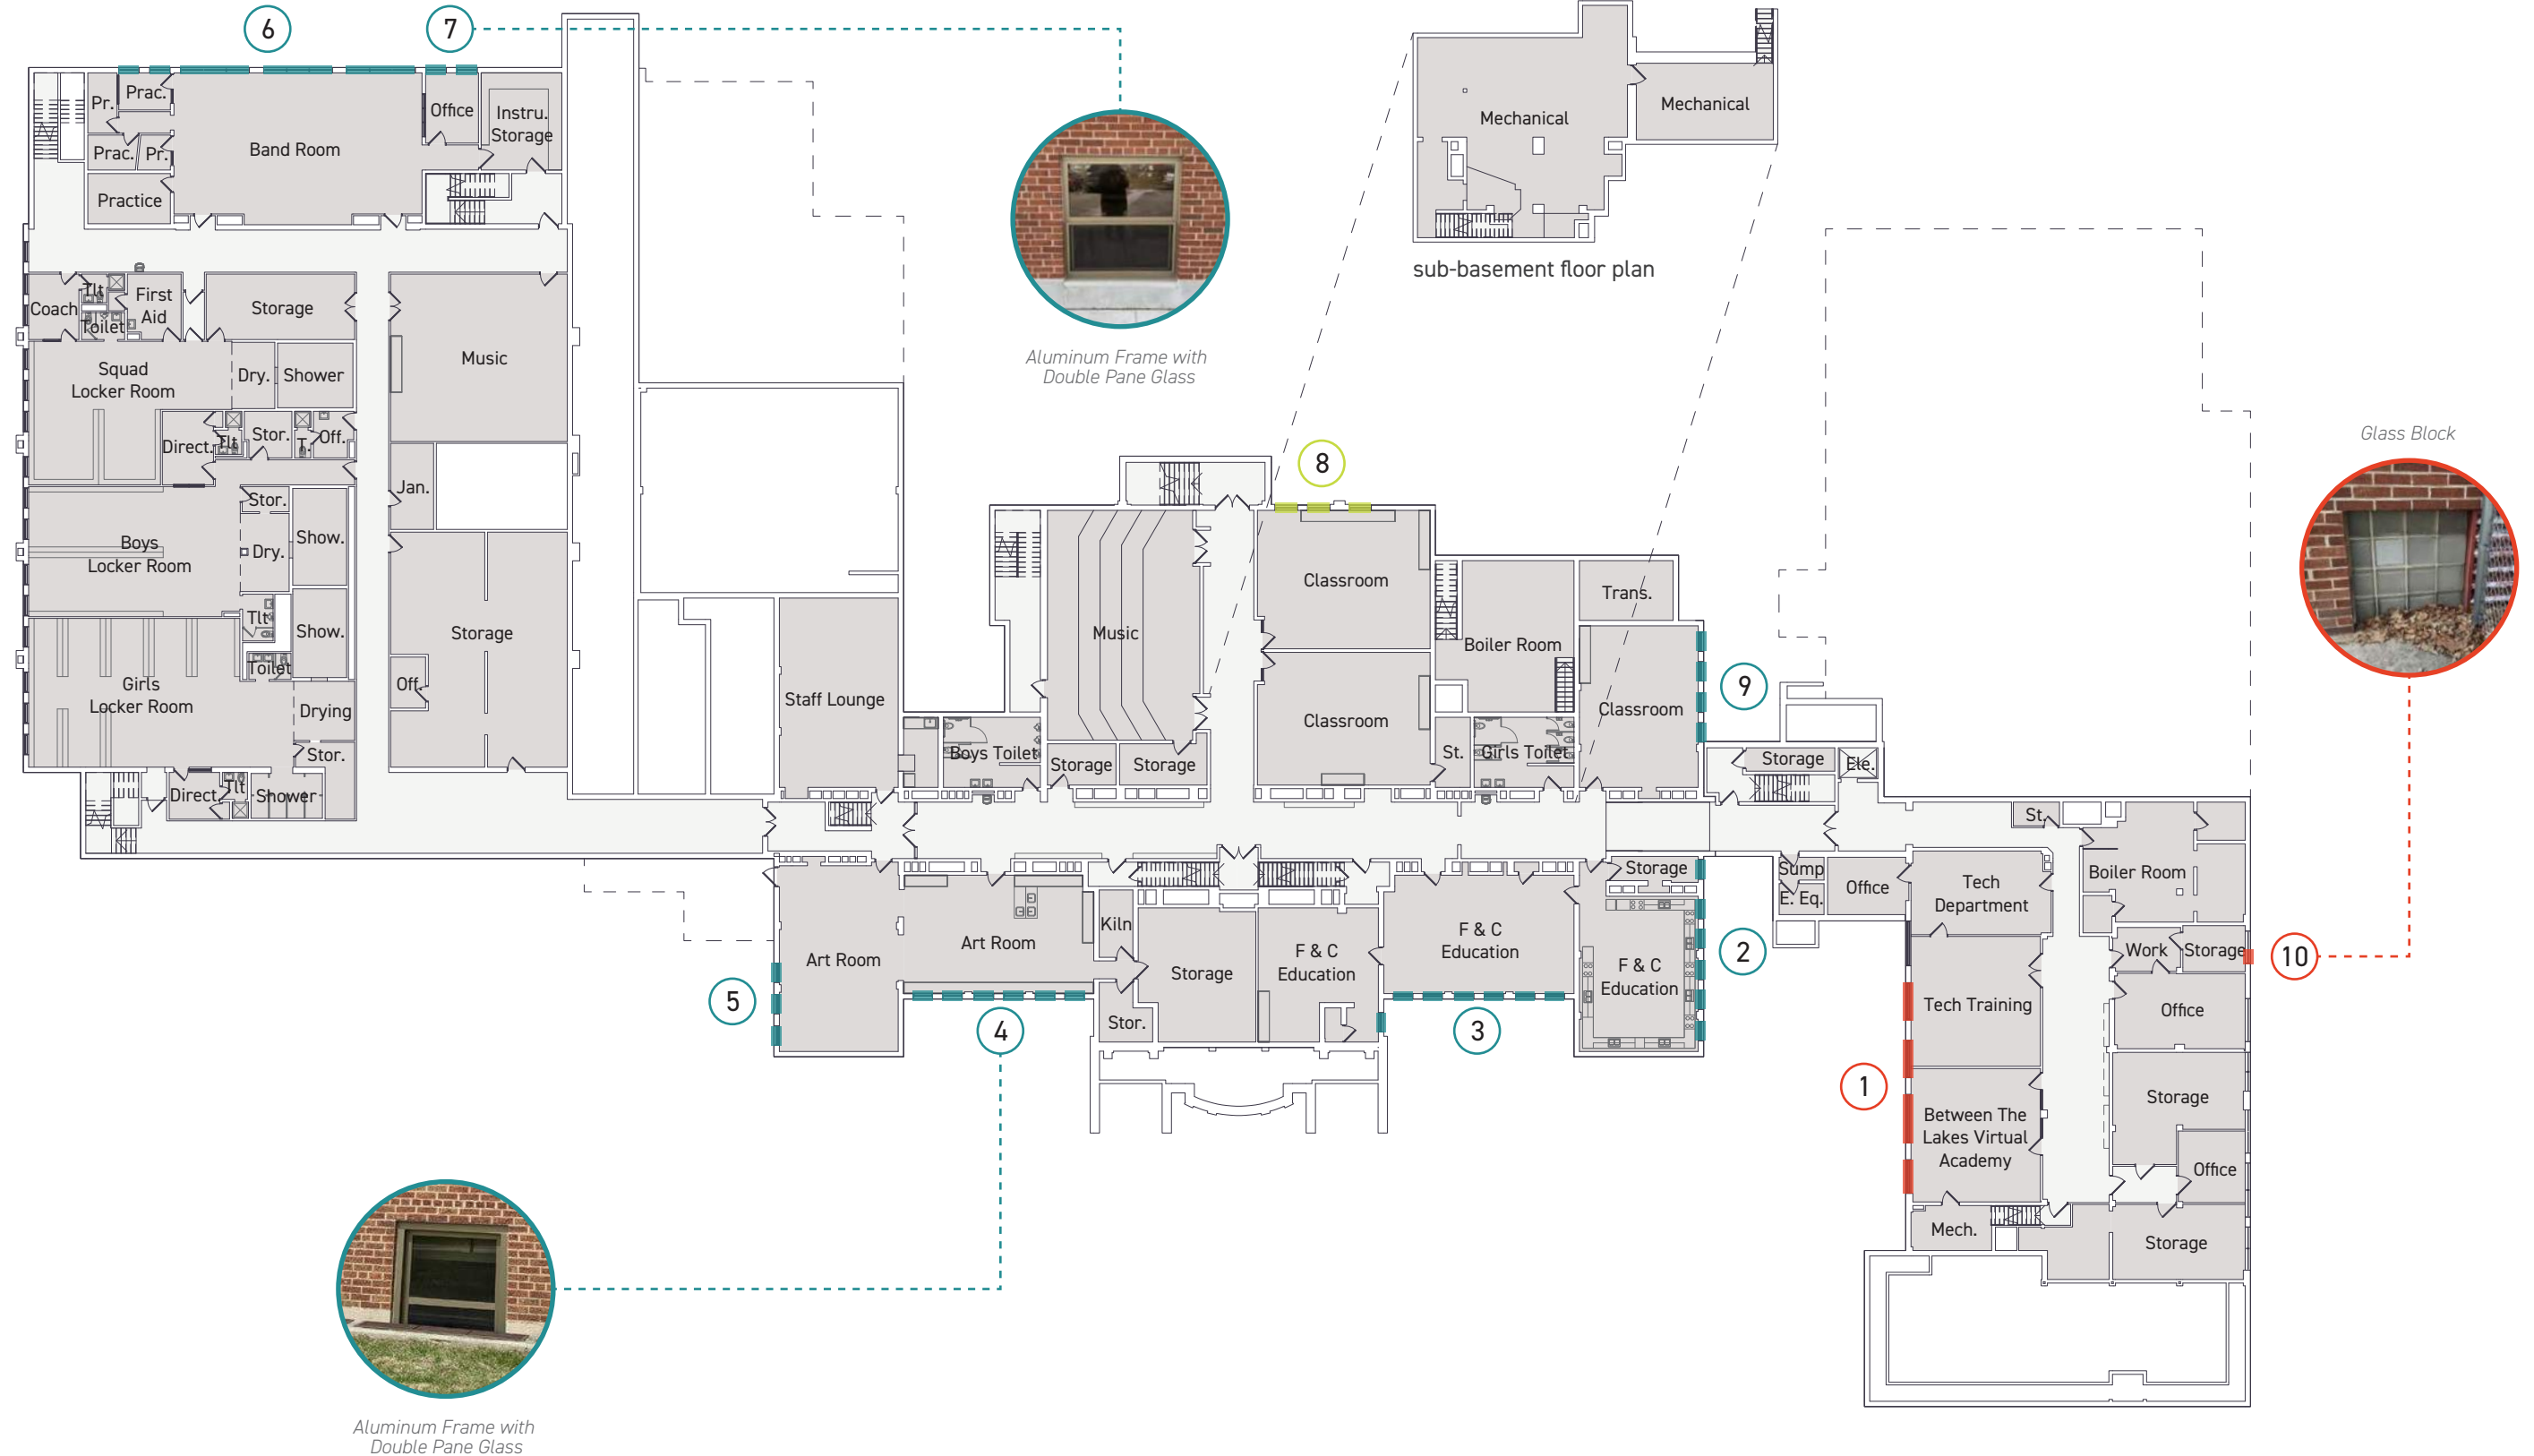 6
7
Pr.
Prac.
Prac.
Pr.
Practice
Band Room
Office
Instru.
Storage
Coach
Tlt
Toilet
First
Aid
Storage
Music
Squad
Locker Room
Dry.
Shower
Direct.
Tlt
Stor.
T.
Off.
Jan.
Boys
Locker Room
Stor.
Dry.
Show.
Tlt
Show.
Toilet
Storage
Off.
Girls
Locker Room
Drying
Stor.
Direct.
Tlt
Shower
Aluminum Frame with
Double Pane Glass
Mechanical
Mechanical
sub-basement floor plan
8
Glass Block
Staff Lounge
Boys Toilet
Music
Storage
Storage
Classroom
Classroom
Boiler Room
Trans.
St.
Girls Toilet
Classroom
9
Storage
Ele.
St.
Boiler Room
Sump
E. Eq.
Office
Tech
Department
Work
Storage
10
Tech Training
Office
1
Between The
Lakes Virtual
Academy
Storage
Office
Mech.
Storage
Art Room
5
Art Room
4
Kiln
Stor.
Storage
F & C
Education
F & C
Education
3
Storage
F & C
Education
2
Aluminum Frame with
Double Pane Glass